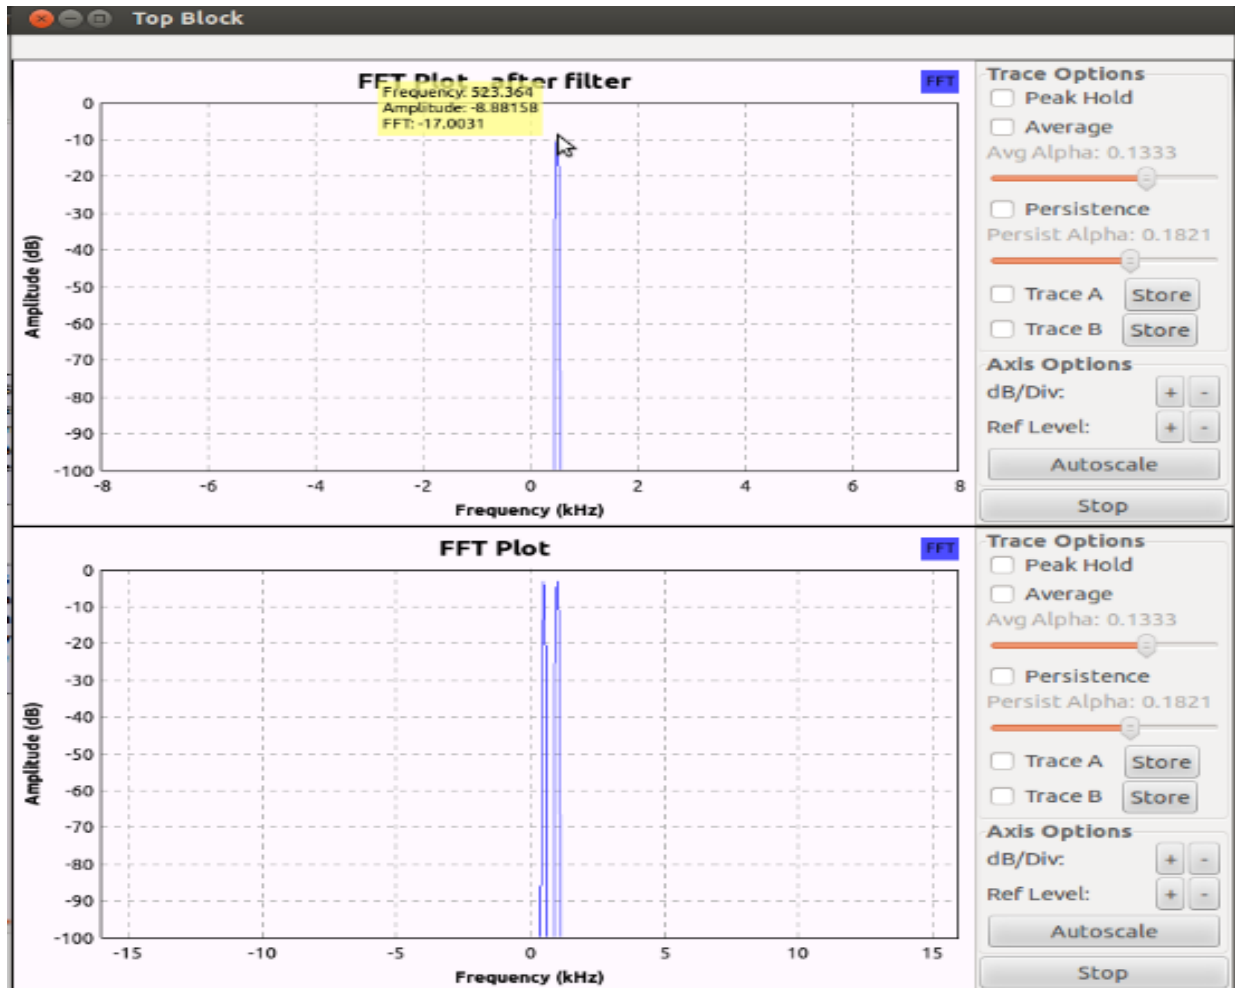 Top Block
FFT Plot after filter
FFT
Frequency: 523.364
Amplitude: -8.88158
FFT: -17.0031
0
-10
-20
-30
-40
-50
-60
-70
-80
-90
-100
Amplitude (dB)
-8 -6 -4 -2 0 2 4 6 8
Frequency (kHz)
Trace Options
Peak Hold
Average
Avg Alpha: 0.1333
Persistence
Persist Alpha: 0.1821
Trace A Store
Trace B Store
Axis Options
dB/Div: + -
Ref Level: + -
Autoscale
Stop
FFT Plot
FFT
0
-10
-20
-30
-40
-50
-60
-70
-80
-90
-100
Amplitude (dB)
-15 -10 -5 0 5 10 15
Frequency (kHz)
Trace Options
Peak Hold
Average
Avg Alpha: 0.1333
Persistence
Persist Alpha: 0.1821
Trace A Store
Trace B Store
Axis Options
dB/Div: + -
Ref Level: + -
Autoscale
Stop